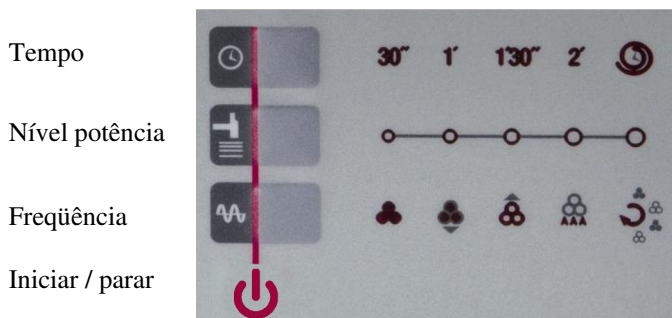 Tempo 30″ 1′ 1′30″ 2′
Nível potência
Freqüência
Iniciar / parar